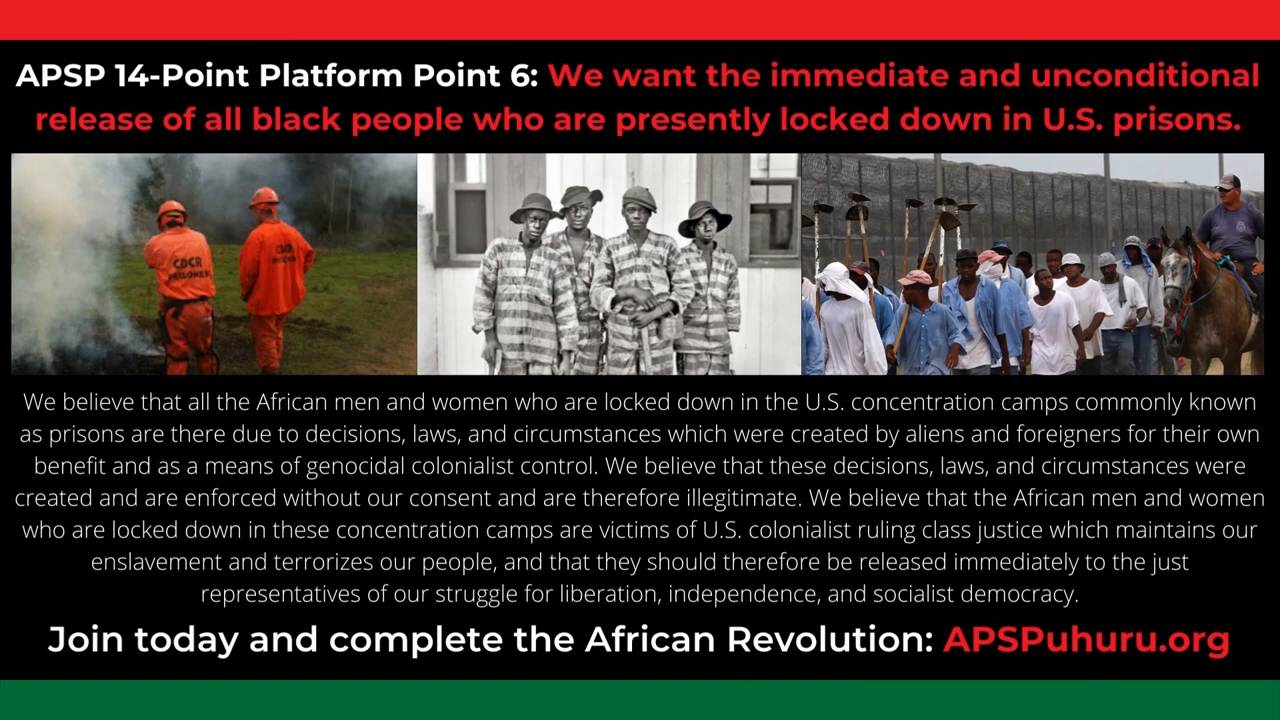 APSP 14-Point Platform Point 6: We want the immediate and unconditional
release of all black people who are presently locked down in U.S. prisons.
CDCR
PRISONER
CDCR
PRISONER
We believe that all the African men and women who are locked down in the U.S. concentration camps commonly known
as prisons are there due to decisions, laws, and circumstances which were created by aliens and foreigners for their own
benefit and as a means of genocidal colonialist control. We believe that these decisions, laws, and circumstances were
created and are enforced without our consent and are therefore illegitimate. We believe that the African men and women
who are locked down in these concentration camps are victims of U.S. colonialist ruling class justice which maintains our
enslavement and terrorizes our people, and that they should therefore be released immediately to the just
representatives of our struggle for liberation, independence, and socialist democracy.
Join today and complete the African Revolution: APSPuhuru.org